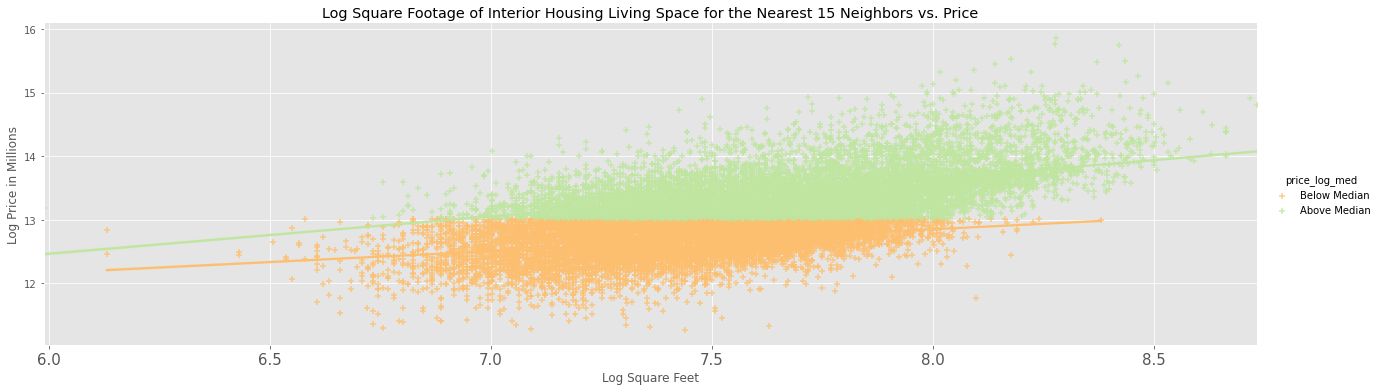 Log Square Footage of Interior Housing Living Space for the Nearest 15 Neighbors vs. Price
16
15
14
13
12
Log Price in Millions
6.0 6.5 7.0 7.5 8.0 8.5
Log Square Feet
price_log_med
Below Median
Above Median